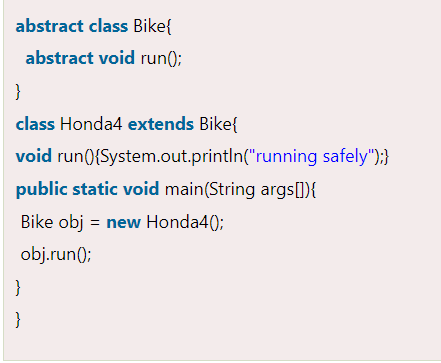 abstract class Bike{
abstract void run();
}
class Honda4 extends Bike{
void run(){System.out.println("running safely");}
public static void main(String args[]){
Bike obj = new Honda4();
obj.run();
}
}